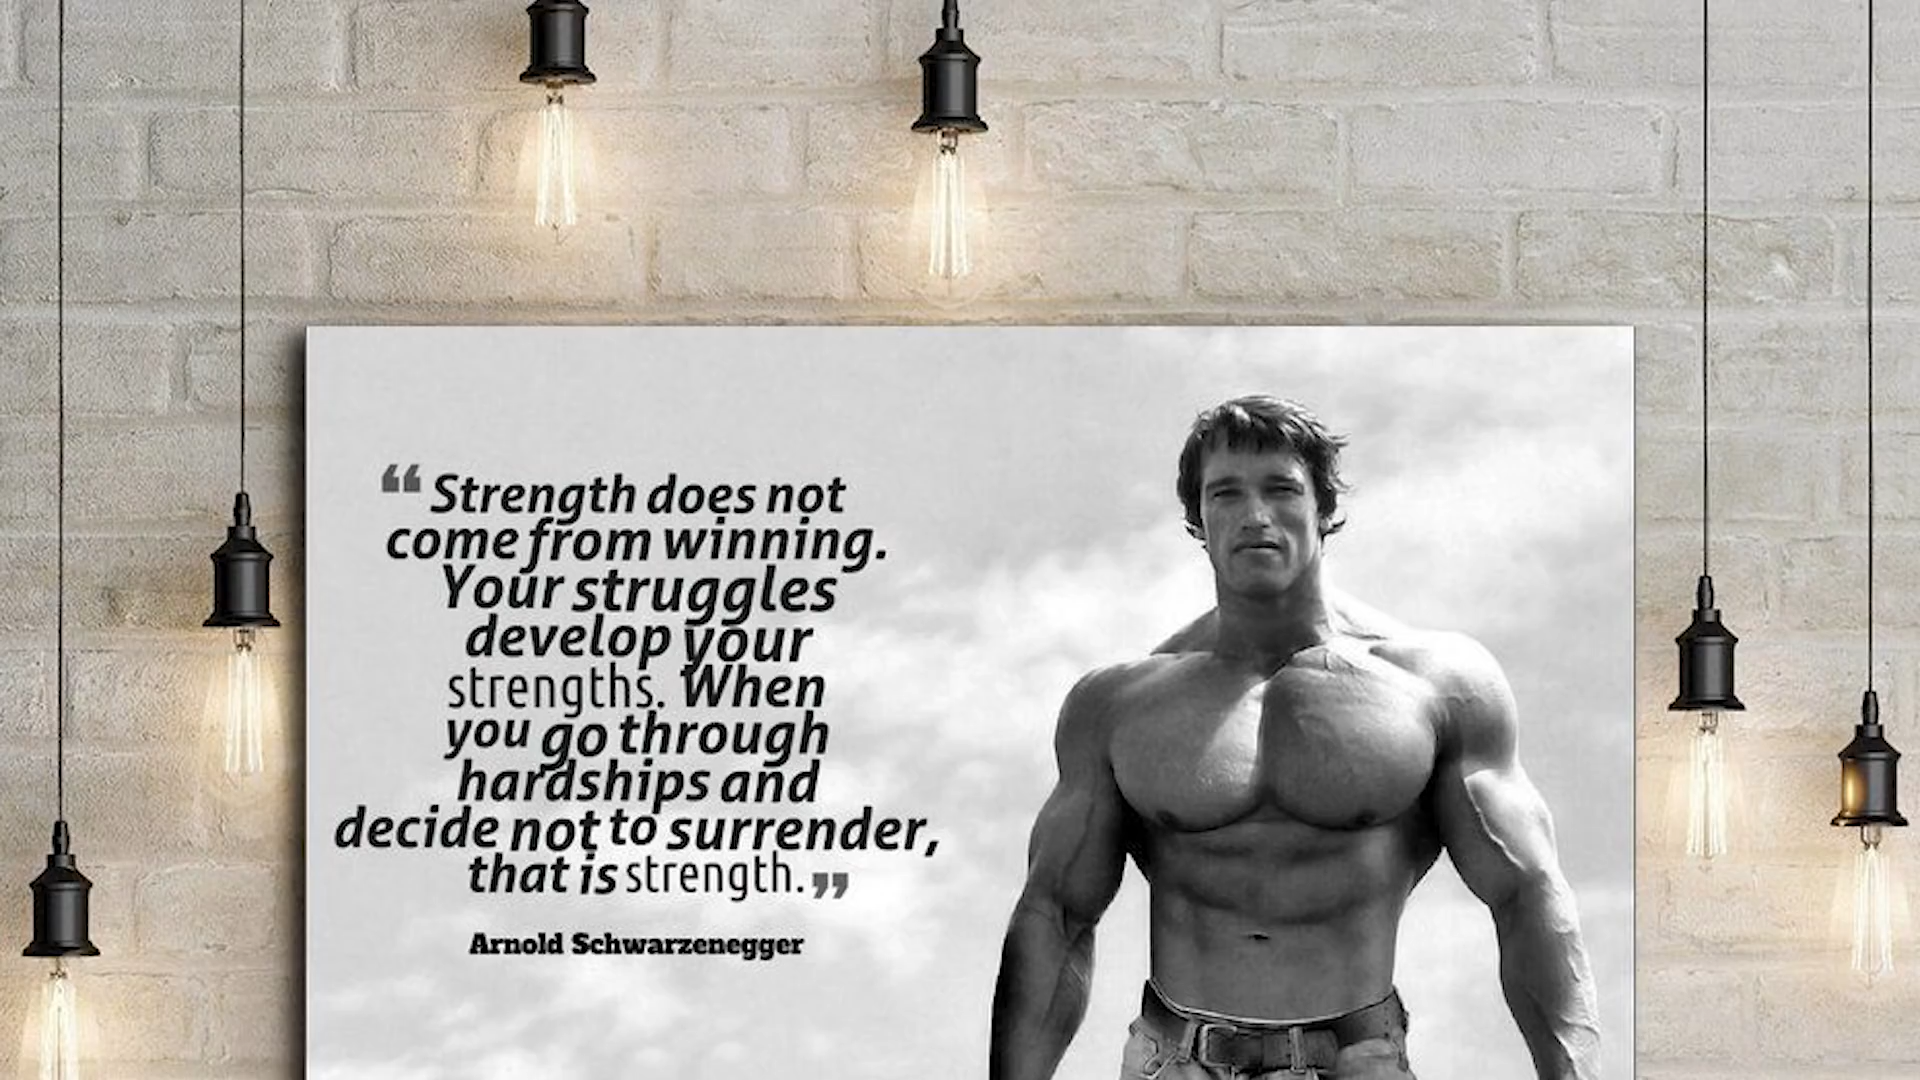 “Strength does not
come from winning.
Your struggles
develop your
strengths. When
you go through
hardships and
decide not to surrender,
that is strength.”
Arnold Schwarzenegger